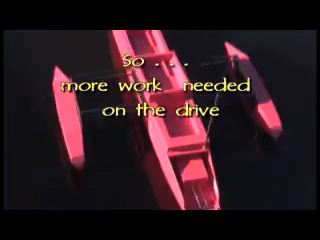 So . . .
more work needed
on the drive